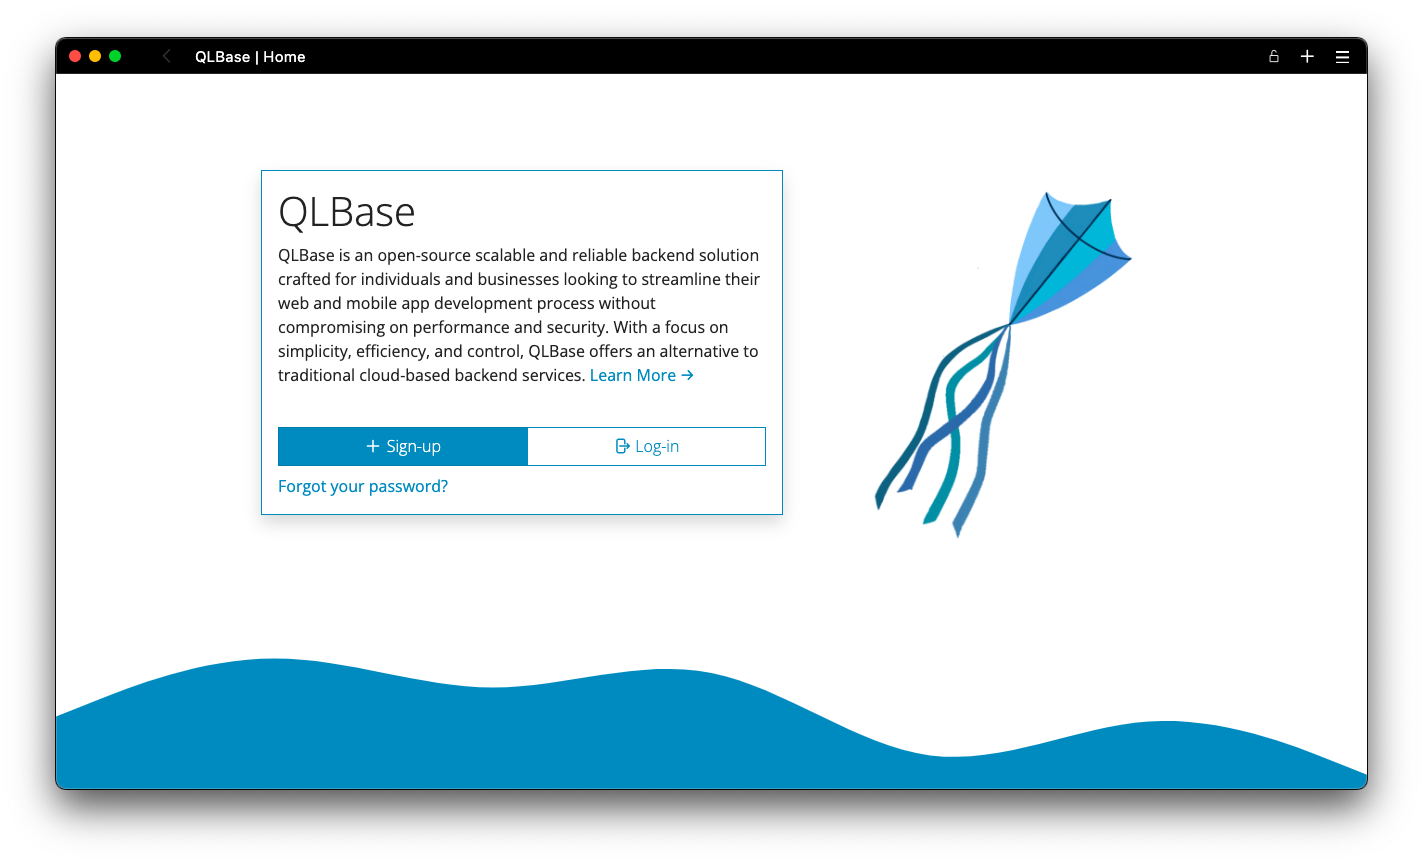 QLBase | Home
QLBase
QLBase is an open-source scalable and reliable backend solution
crafted for individuals and businesses looking to streamline their
web and mobile app development process without
compromising on performance and security. With a focus on
simplicity, efficiency, and control, QLBase offers an alternative to
traditional cloud-based backend services. Learn More →
+ Sign-up
Log-in
Forgot your password?